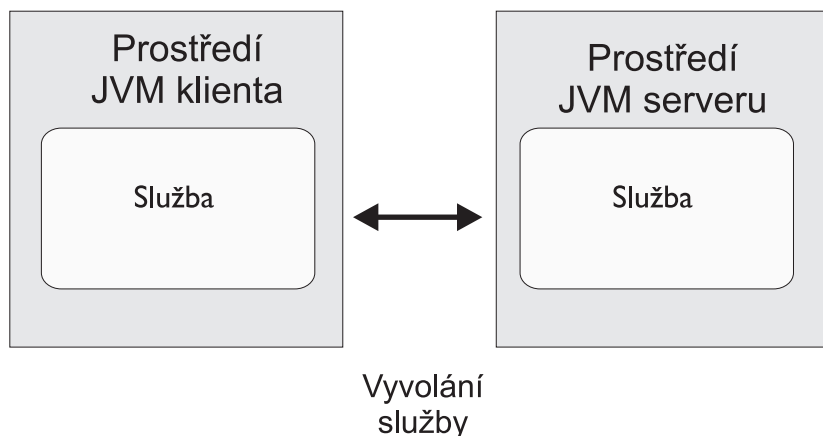 Prostředí
JVM klienta
Služba
Prostředí
JVM serveru
Služba
Vyvolání
služby